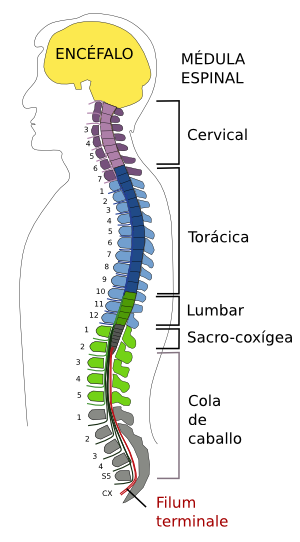 ENCÉFALO
MÉDULA
ESPINAL
Cervical
3
4
5
6
7
1
2
3
4
5
6
7
8
9
10
11
12
1
2
3
4
5
1
2
3
4
S5
CX
Torácica
Lumbar
Sacro-coxígea
Cola
de
caballo
Filum
terminale